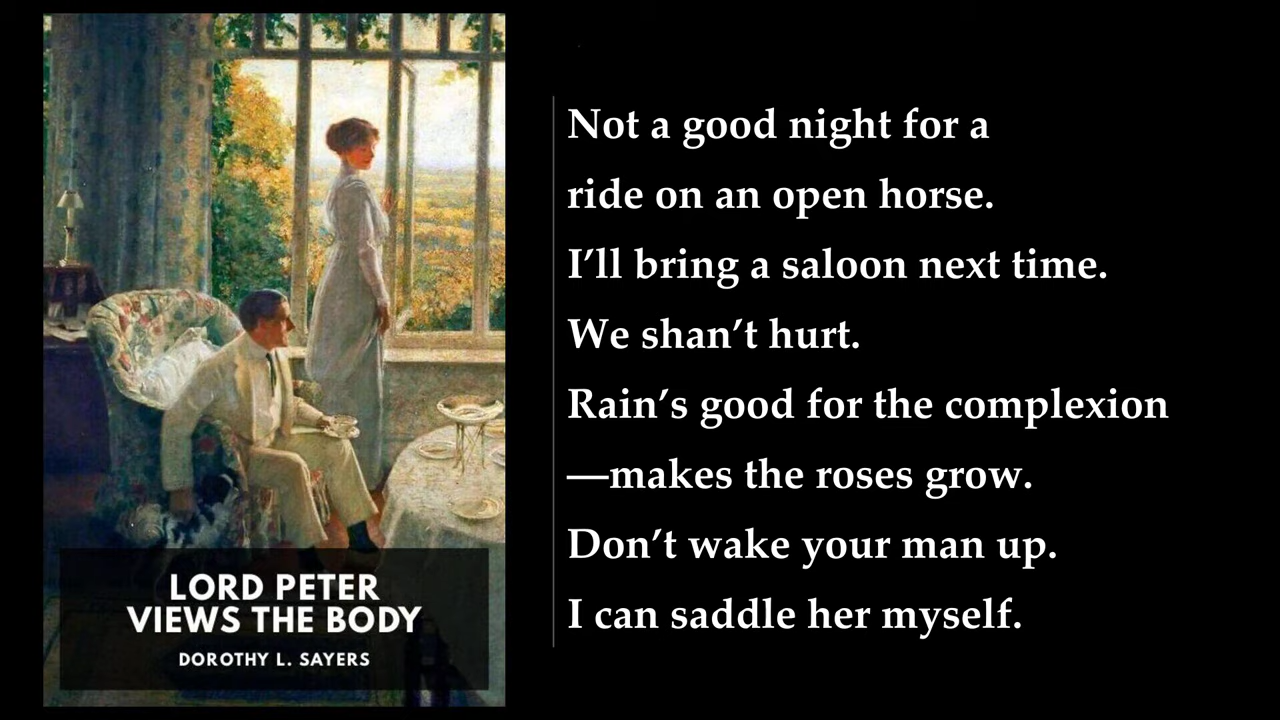 LORD PETER
VIEWS THE BODY
DOROTHY L. SAYERS
Not a good night for a
ride on an open horse.
I’ll bring a saloon next time.
We shan’t hurt.
Rain’s good for the complexion
—makes the roses grow.
Don’t wake your man up.
I can saddle her myself.